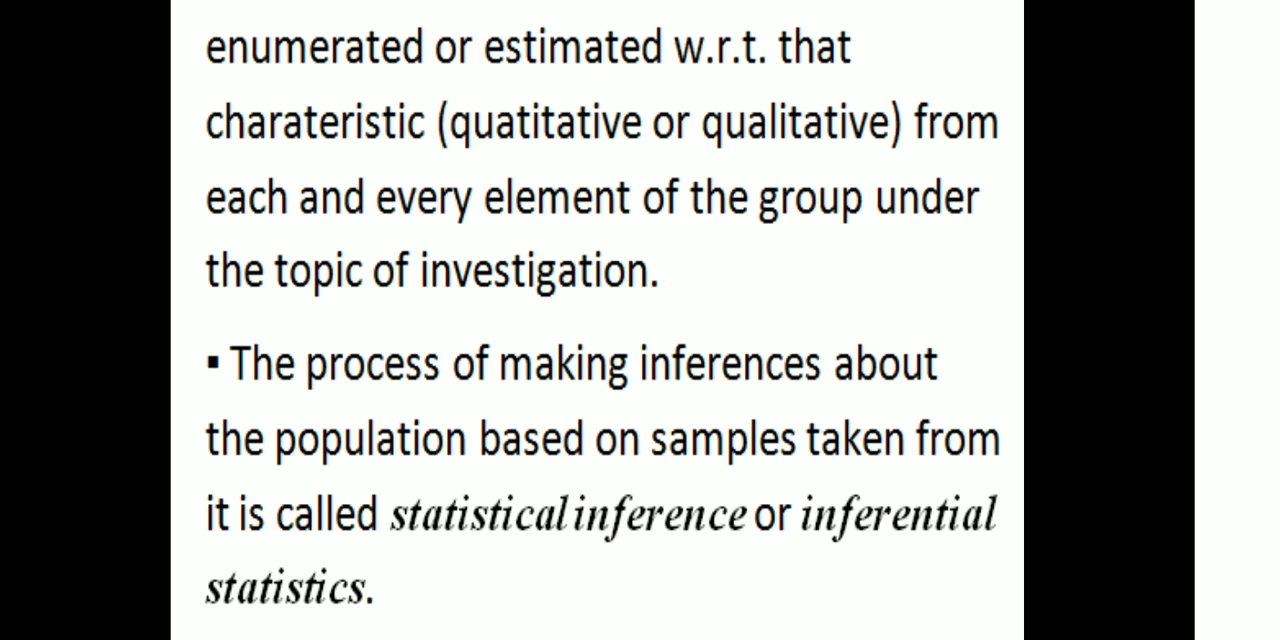 enumerated or estimated w.r.t. that
charateristic (quatitative or qualitative) from
each and every element of the group under
the topic of investigation.
▪ The process of making inferences about
the population based on samples taken from
it is called statistical inference or inferential
statistics.